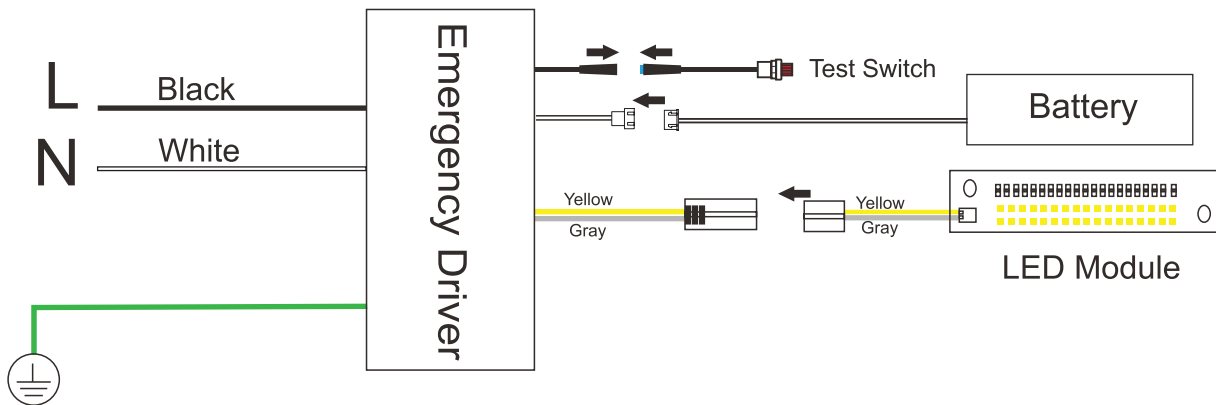 L
Black
N
White
Emergency Driver
Test Switch
Battery
Yellow
Gray
Yellow
Gray
LED Module